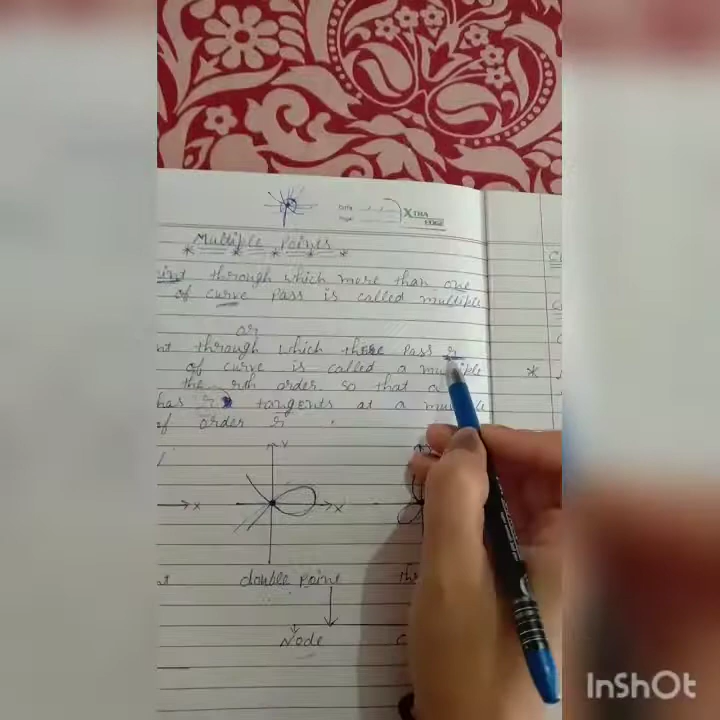 Date
Page
XTRA
EDGE
* Multiple Points *
through which more than one
of curve pass is called multiple
or
through which there pass r
of curve is called a multiple
the rth order. so that a
has r tangents at a multiple
of order r
Y
X
X
double point
Node
InShOt